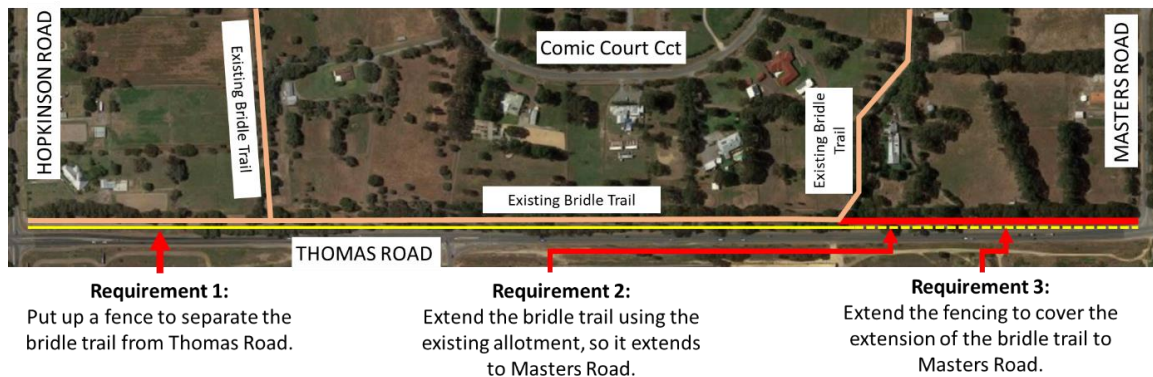 HOPKINSON ROAD
Existing Bridle Trail
Comic Court Cct
Existing Bridle
Trail
MASTERS ROAD
Existing Bridle Trail
THOMAS ROAD
Requirement 1:
Put up a fence to separate the
bridle trail from Thomas Road.
Requirement 2:
Extend the bridle trail using the
existing allotment, so it extends
to Masters Road.
Requirement 3:
Extend the fencing to cover the
extension of the bridle trail to
Masters Road.